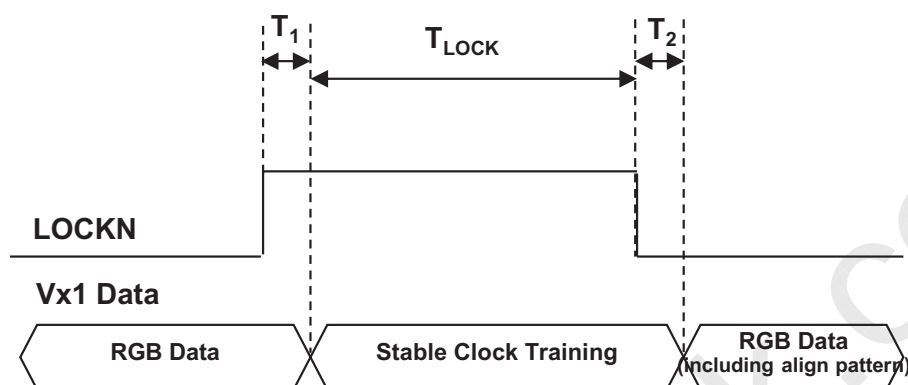 T1
TLOCK
T2
LOCKN
Vx1 Data
RGB Data
Stable Clock Training
RGB Data
(including align pattern)